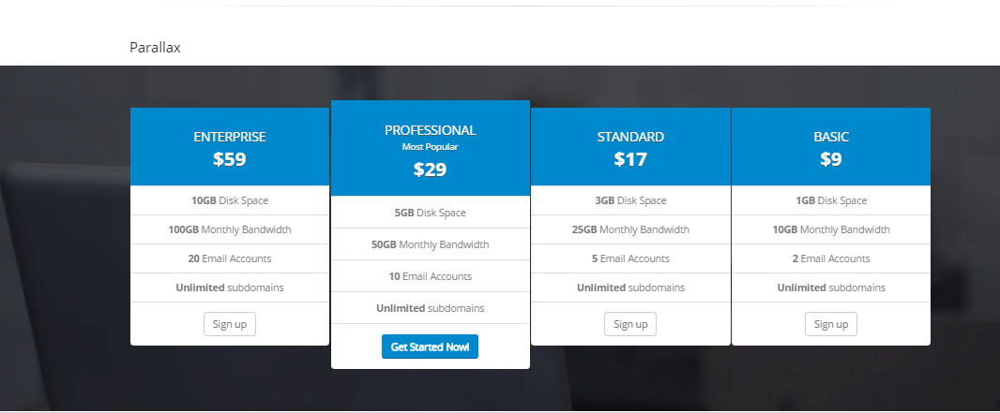 Parallax
ENTERPRISE
$59
10GB Disk Space
100GB Monthly Bandwidth
20 Email Accounts
Unlimited subdomains
Sign up
PROFESSIONAL
Most Popular
$29
5GB Disk Space
50GB Monthly Bandwidth
10 Email Accounts
Unlimited subdomains
Get Started Now!
STANDARD
$17
3GB Disk Space
25GB Monthly Bandwidth
5 Email Accounts
Unlimited subdomains
Sign up
BASIC
$9
1GB Disk Space
10GB Monthly Bandwidth
2 Email Accounts
Unlimited subdomains
Sign up